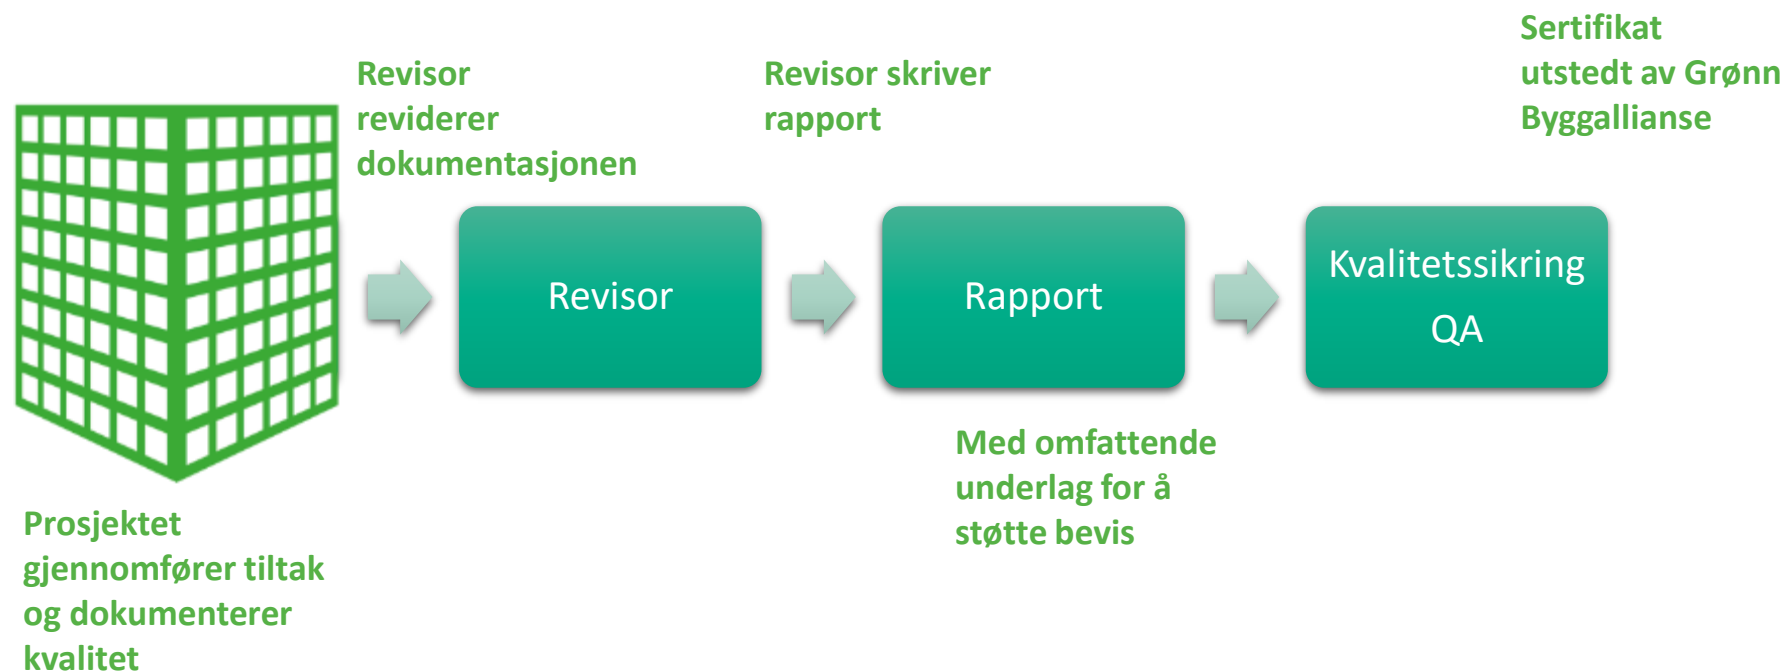 Prosjektet
gjennomfører tiltak
og dokumenterer
kvalitet
Revisor
reviderer
dokumentasjonen
Revisor
Revisor skriver
rapport
Rapport
Med omfattende
underlag for å
støtte bevis
Kvalitetssikring
QA
Sertifikat
utstedt av Grønn
Byggallianse